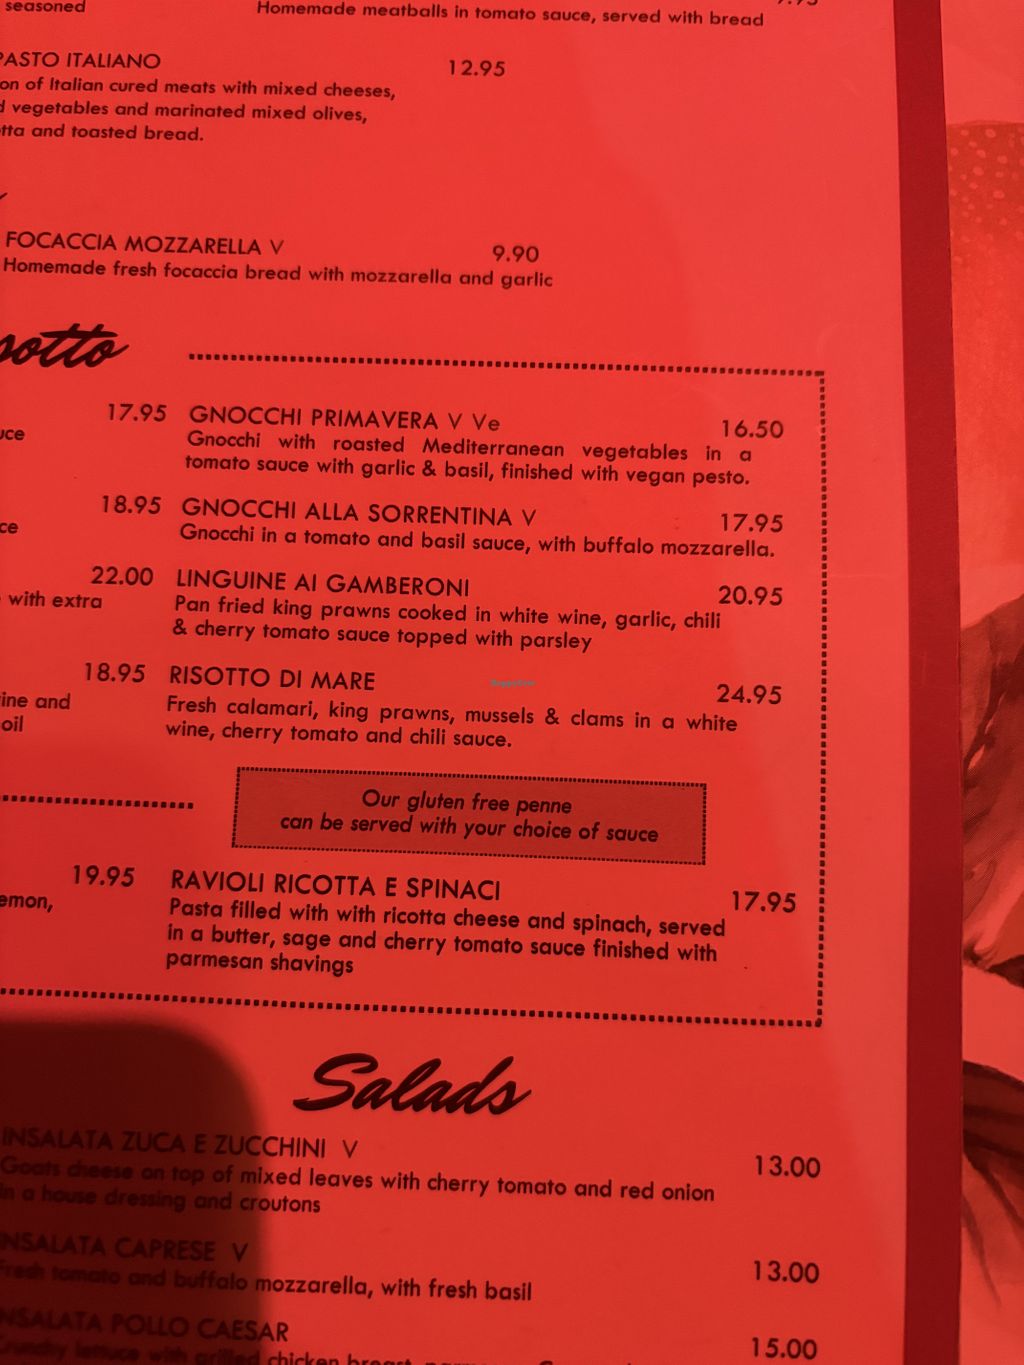 seasoned
Homemade meatballs in tomato sauce, served with bread
PASTO ITALIANO 12.95
on of Italian cured meats with mixed cheeses,
d vegetables and marinated mixed olives,
tta and toasted bread.
FOCACCIA MOZZARELLA V 9.90
Homemade fresh focaccia bread with mozzarella and garlic
sotto
17.95 GNOCCHI PRIMAVERA V Ve 16.50
uce Gnocchi with roasted Mediterranean vegetables in a
tomato sauce with garlic & basil, finished with vegan pesto.
18.95 GNOCCHI ALLA SORRENTINA V 17.95
ce Gnocchi in a tomato and basil sauce, with buffalo mozzarella.
22.00 LINGUINE AI GAMBERONI 20.95
with extra Pan fried king prawns cooked in white wine, garlic, chili
& cherry tomato sauce topped with parsley
18.95 RISOTTO DI MARE 24.95
ine and Fresh calamari, king prawns, mussels & clams in a white
oil wine, cherry tomato and chili sauce.
Our gluten free penne
can be served with your choice of sauce
19.95 RAVIOLI RICOTTA E SPINACI 17.95
emon, Pasta filled with with ricotta cheese and spinach, served
in a butter, sage and cherry tomato sauce finished with
parmesan shavings
Salads
INSALATA ZUCA E ZUCCHINI V 13.00
Goats cheese on top of mixed leaves with cherry tomato and red onion
in a house dressing and croutons
INSALATA CAPRESE V 13.00
Fresh tomato and buffalo mozzarella, with fresh basil
INSALATA POLLO CAESAR 15.00
Crunchy lettuce with grilled chicken breast,